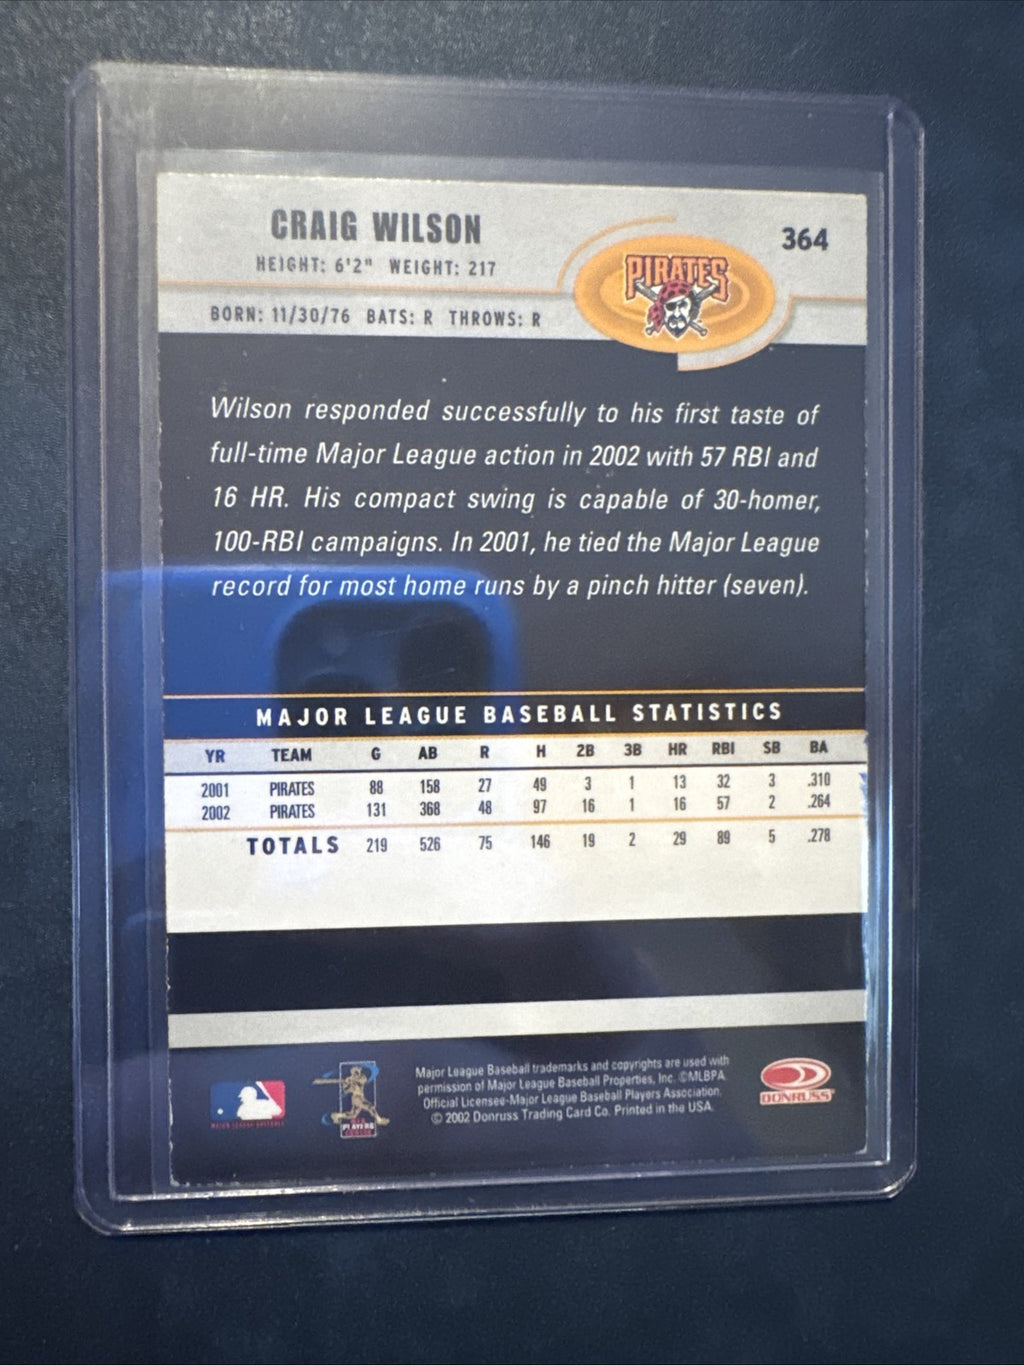 CRAIG WILSON
364
HEIGHT: 6'2" WEIGHT: 217
PIRATES
BORN: 11/30/76 BATS: R THROWS: R
Wilson responded successfully to his first taste of
full-time Major League action in 2002 with 57 RBI and
16 HR. His compact swing is capable of 30-homer,
100-RBI campaigns. In 2001, he tied the Major League
record for most home runs by a pinch hitter (seven).
MAJOR LEAGUE BASEBALL STATISTICS
YR TEAM G AB R H 2B 3B HR RBI SB BA
2001 PIRATES 88 158 27 49 3 1 13 32 3 .310
2002 PIRATES 131 368 48 97 16 1 16 57 2 .264
TOTALS 219 526 75 146 19 2 29 89 5 .278
Major League Baseball trademarks and copyrights are used with
permission of Major League Baseball Properties, Inc. ©MLBPA
Official Licensee-Major League Baseball Players Association.
© 2002 Donruss Trading Card Co. Printed in the USA.
MAJOR LEAGUE BASEBALL
PLAYERS
DONRUSS